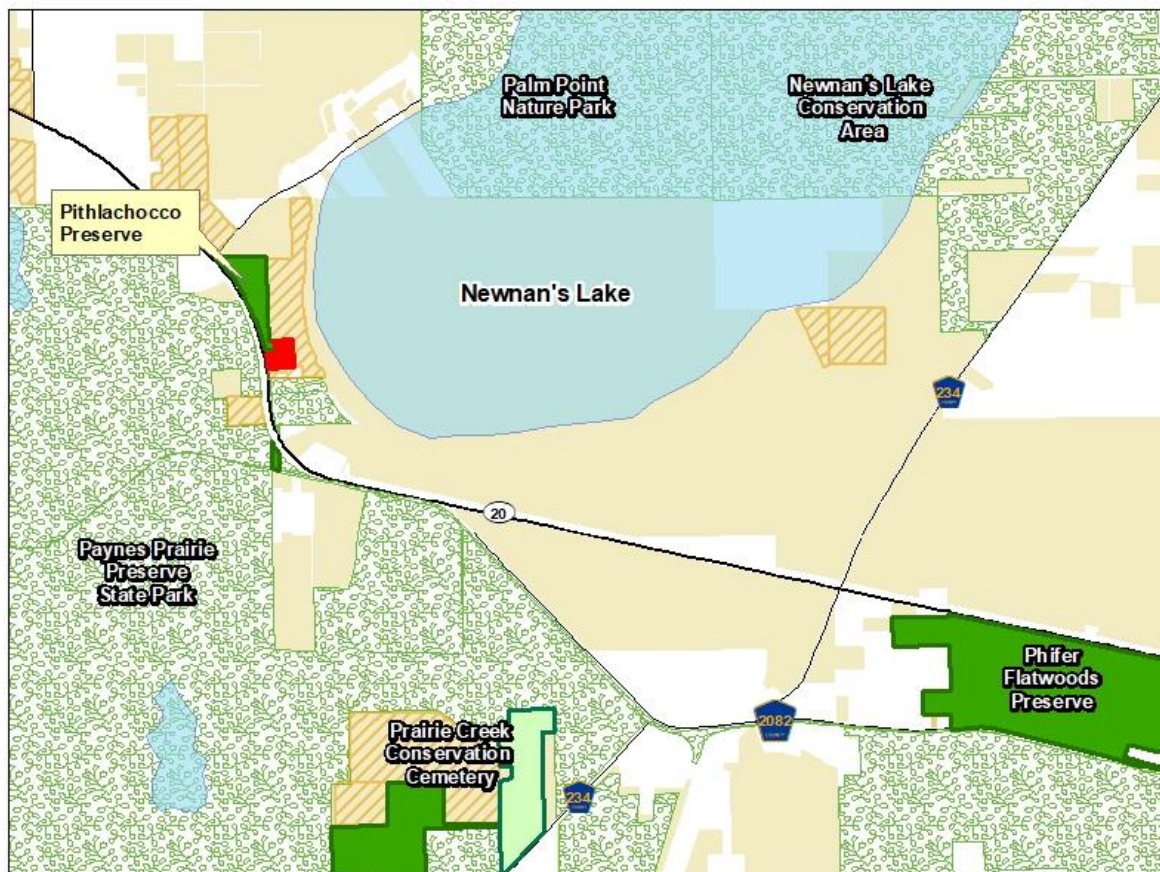 Palm Point
Nature Park
Newnan's Lake
Conservation
Area
Pithlachocco
Preserve
Newnan's Lake
234
20
Paynes Prairie
Preserve
State Park
Phifer
Flatwoods
Preserve
2082
Prairie Creek
Conservation
Cemetery
234